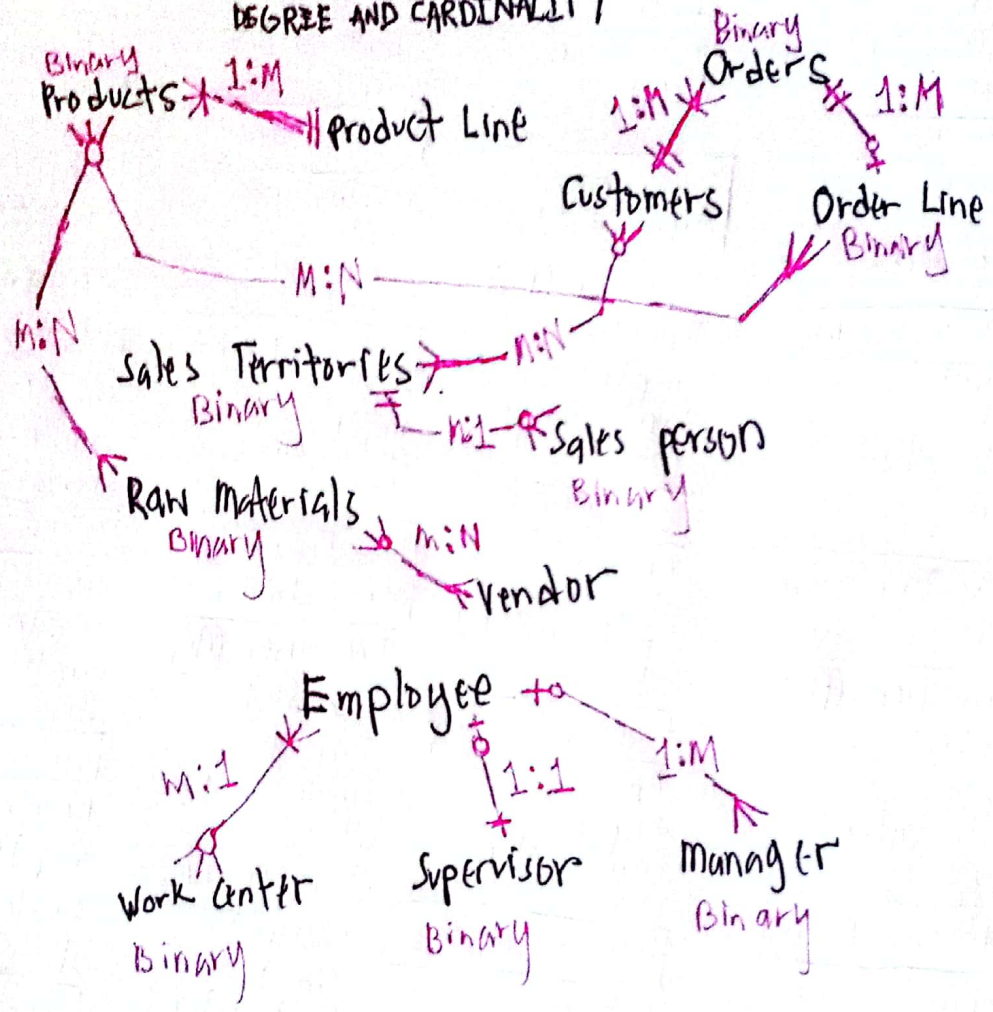 DEGREE AND CARDINALITY
Binary
Products
1:M
Product Line
Binary
Orders
1:M
1:M
Customers
Order Line
Binary
M:N
M:N
Sales Territories
Binary
M:N
n:1
Sales person
Binary
Raw Materials
Binary
M:N
Vendor
Employee
M:1
1:1
1:M
Work Center
Binary
Supervisor
Binary
Manager
Binary